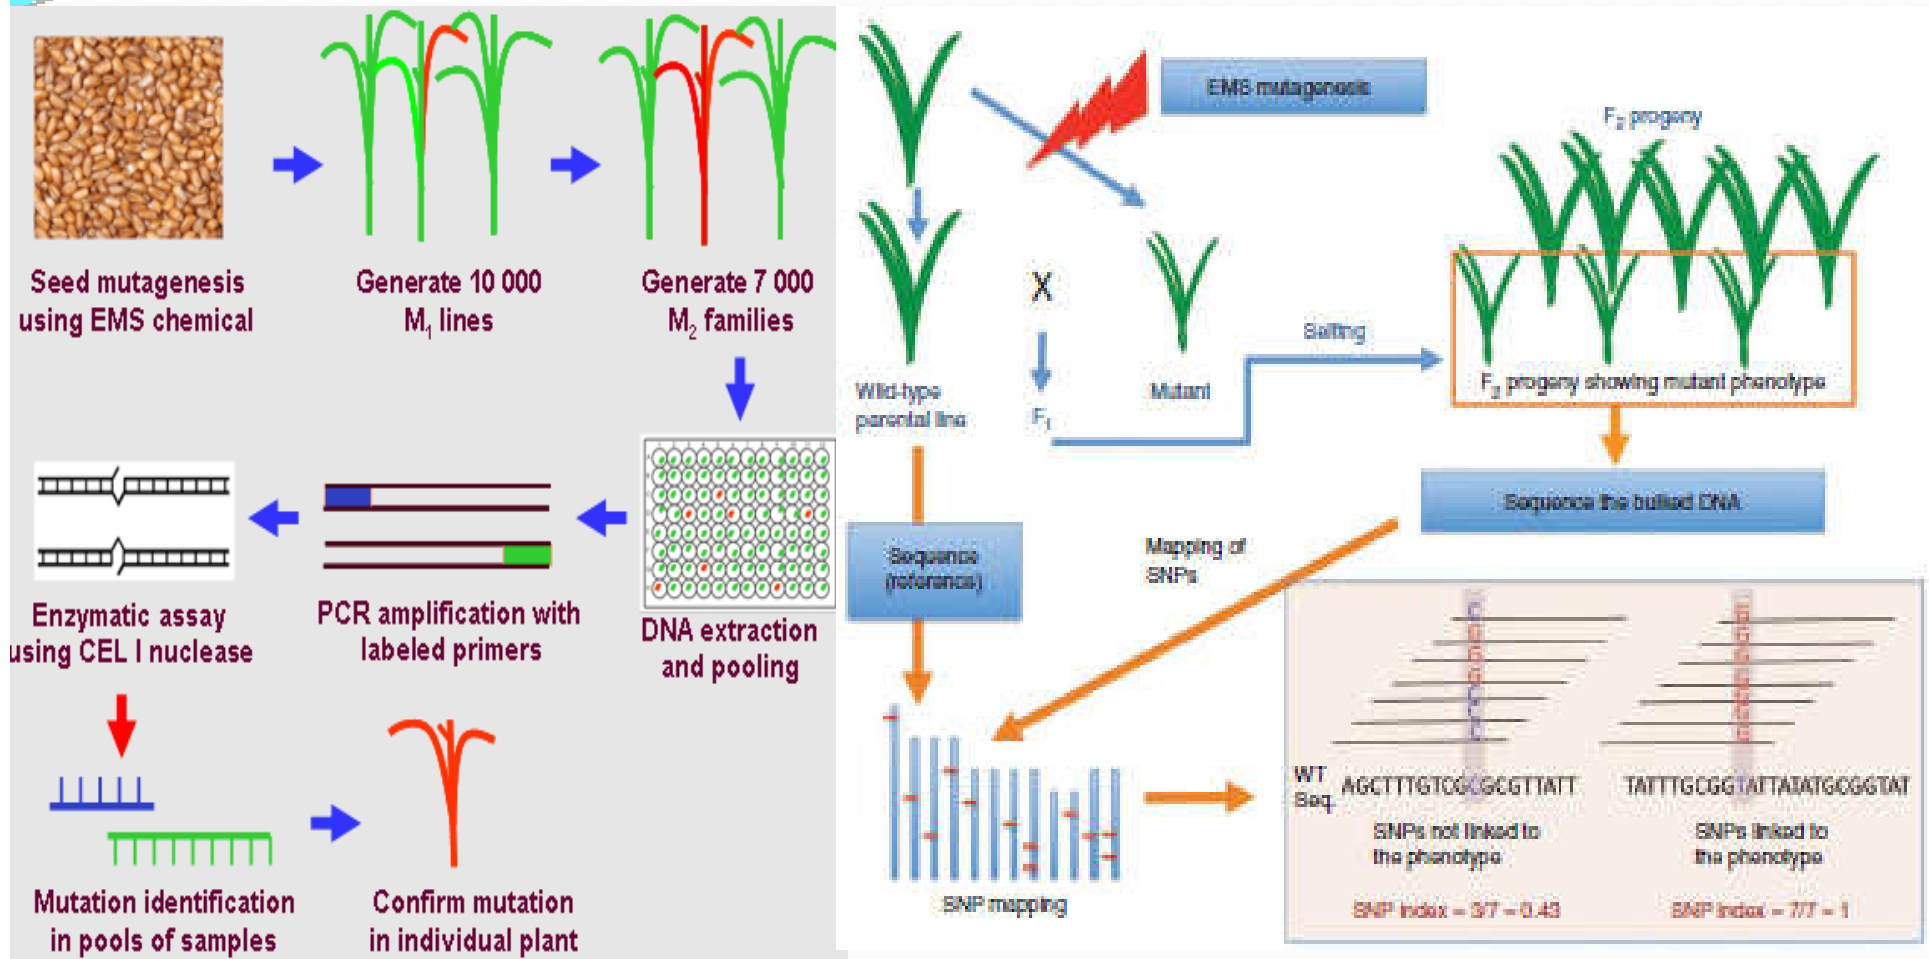 Seed mutagenesis
using EMS chemical
Generate 10 000
M1 lines
Generate 7 000
M2 families
DNA extraction
and pooling
PCR amplification with
labeled primers
Enzymatic assay
using CEL I nuclease
Mutation identification
in pools of samples
Confirm mutation
in individual plant
EMS mutagenesis
F2 progeny
X
Selfing
Wild-type
parental line
F1
Mutant
F2 progeny showing mutant phenotype
Sequence the bulked DNA
Sequence
(reference)
Mapping of
SNPs
SNP mapping
WT
Seq.
AGCTTTGTCGCGCGTTATT
TATTTGCGGTATTATATGCGGTAT
SNPs not linked to
the phenotype
SNPs linked to
the phenotype
SNP index = 3/7 = 0.43
SNP index = 7/7 = 1